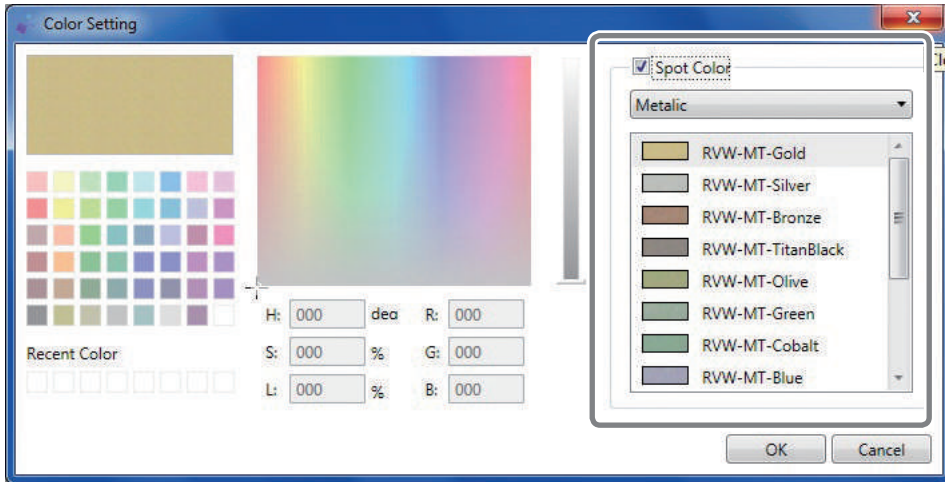 Color Setting
Spot Color
Metalic
RVW-MT-Gold
RVW-MT-Silver
RVW-MT-Bronze
RVW-MT-TitanBlack
RVW-MT-Olive
RVW-MT-Green
RVW-MT-Cobalt
RVW-MT-Blue
H: 000 deg R: 000
S: 000 % G: 000
L: 000 % B: 000
Recent Color
OK Cancel